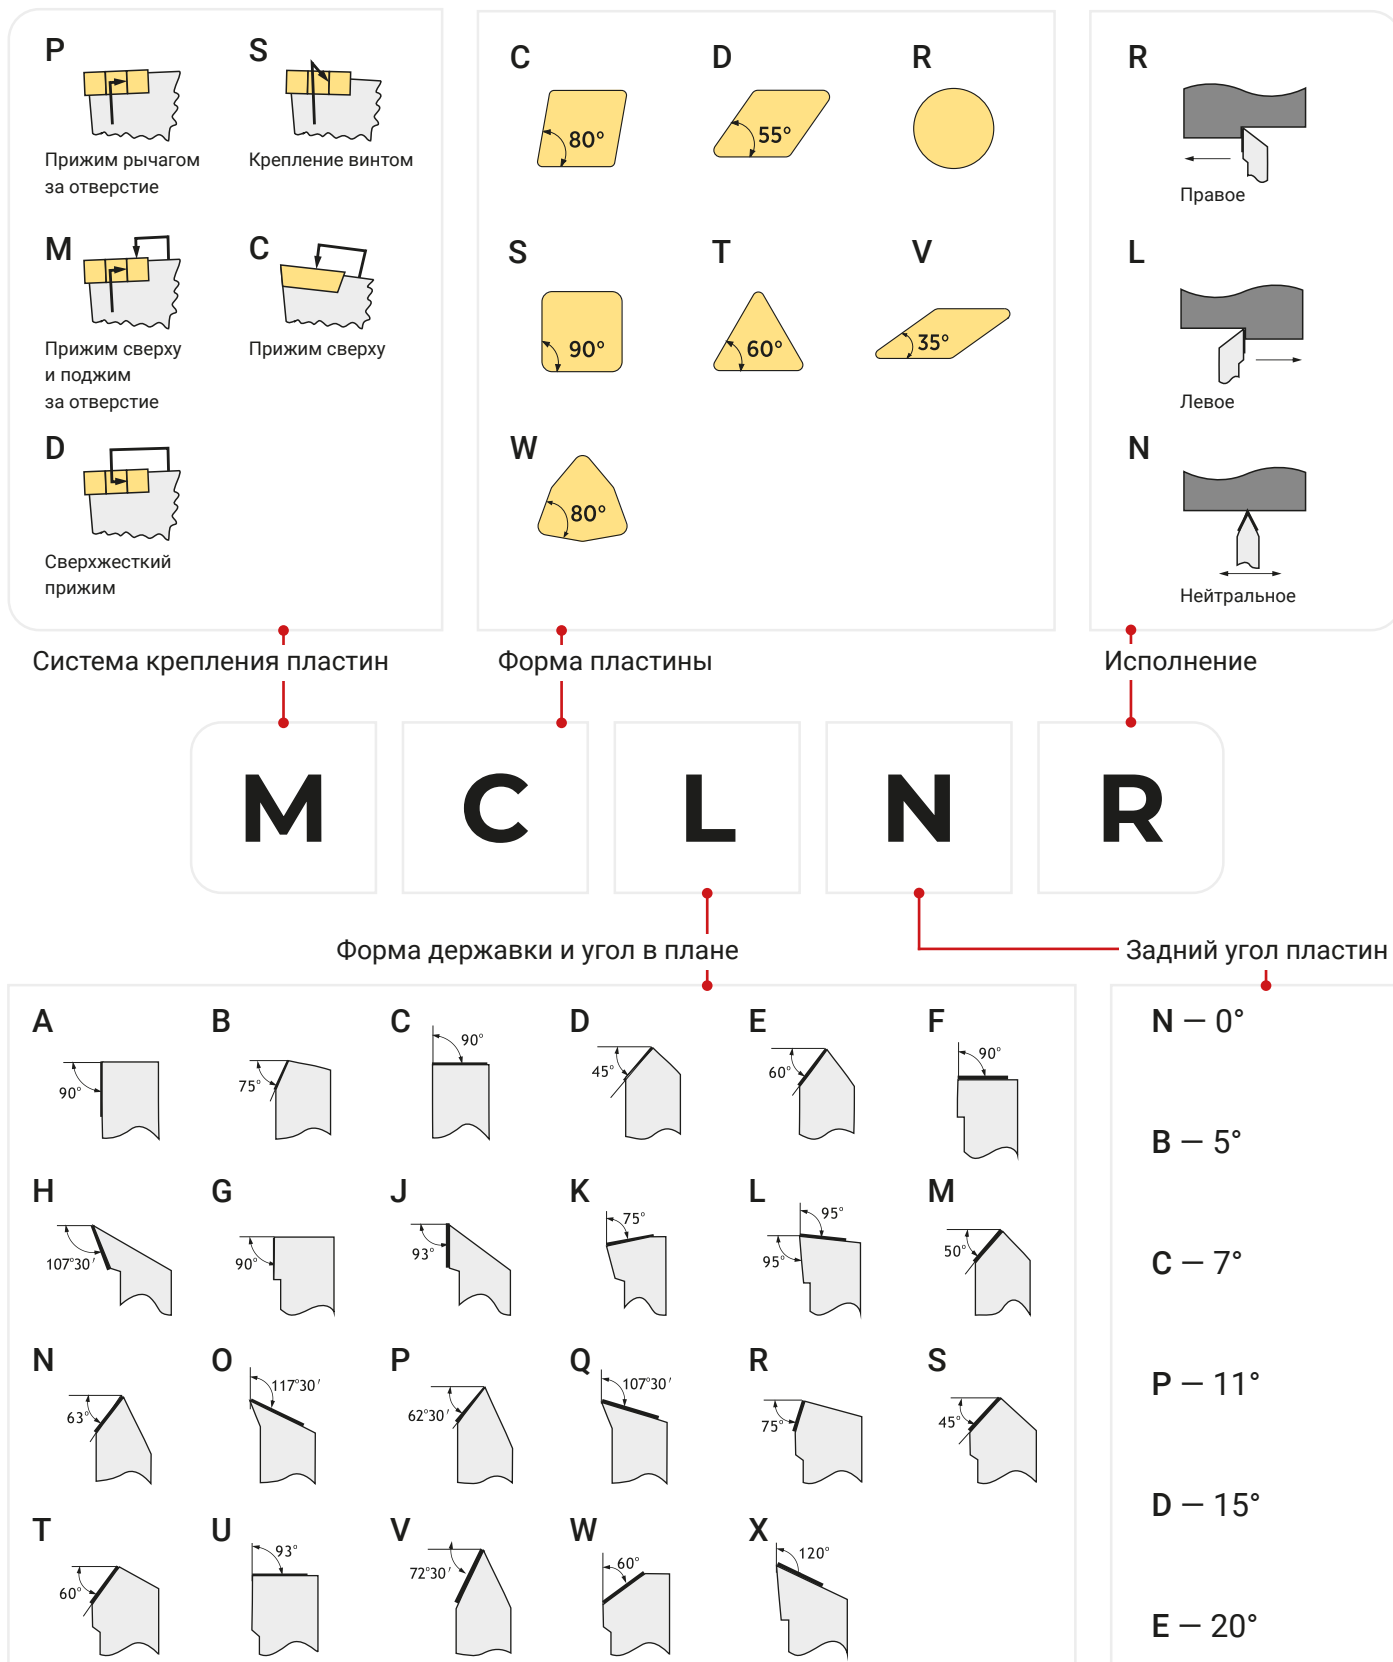 P
S
Прижим рычагом
за отверстие
Крепление винтом
M
C
Прижим сверху
и поджим
за отверстие
Прижим сверху
D
Сверхжесткий
прижим
C
D
R
80°
55°
S
T
V
90°
60°
35°
W
80°
R
Правое
L
Левое
N
Нейтральное
Система крепления пластин
Форма пластины
Исполнение
M C L N R
Форма державки и угол в плане
Задний угол пластин
A
B
C
D
E
F
90°
75°
90°
45°
60°
90°
H
G
J
K
L
M
107°30′
90°
93°
75°
95°
95°
50°
N
O
P
Q
R
S
63°
117°30′
62°30′
107°30′
75°
45°
T
U
V
W
X
60°
93°
72°30′
60°
120°
N — 0°
B — 5°
C — 7°
P — 11°
D — 15°
E — 20°